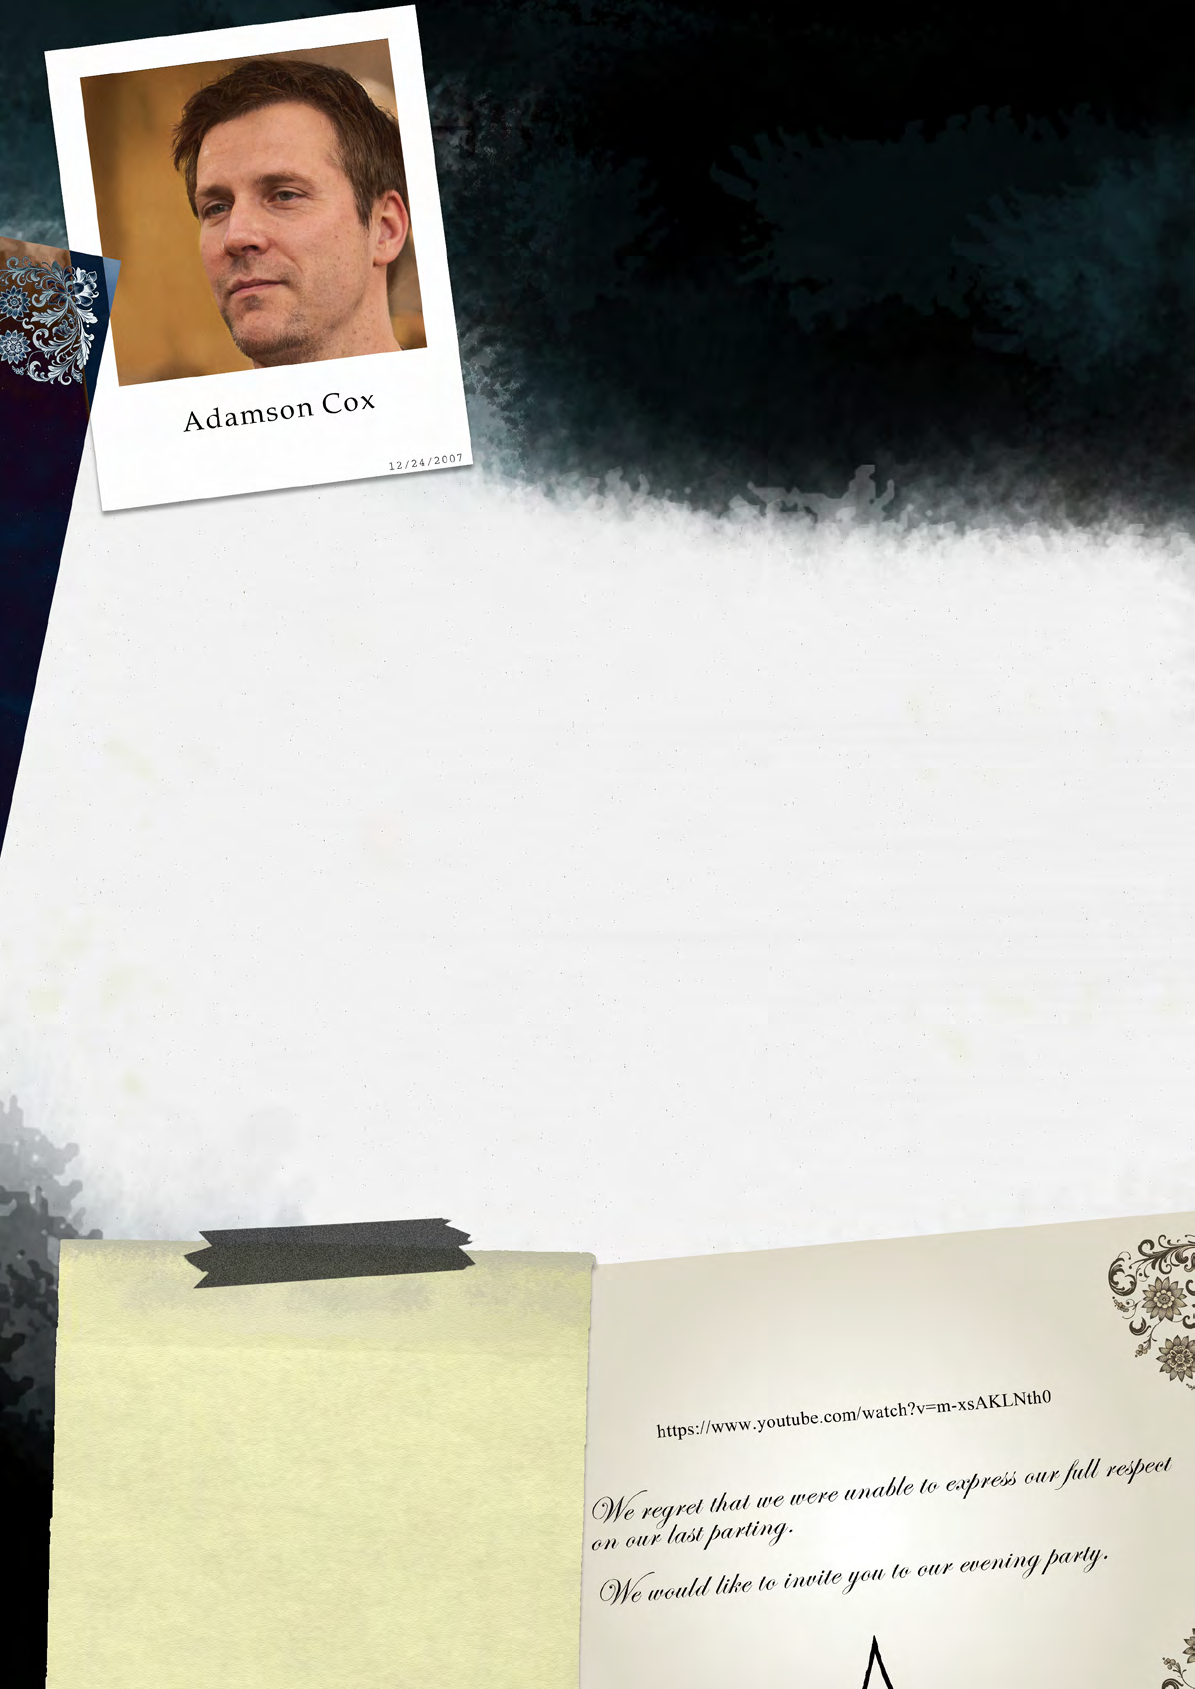 Adamson Cox
12/24/2007
https://www.youtube.com/watch?v=m-xsAKLNth0
We regret that we were unable to express our full respect
on our last parting.
We would like to invite you to our evening party.